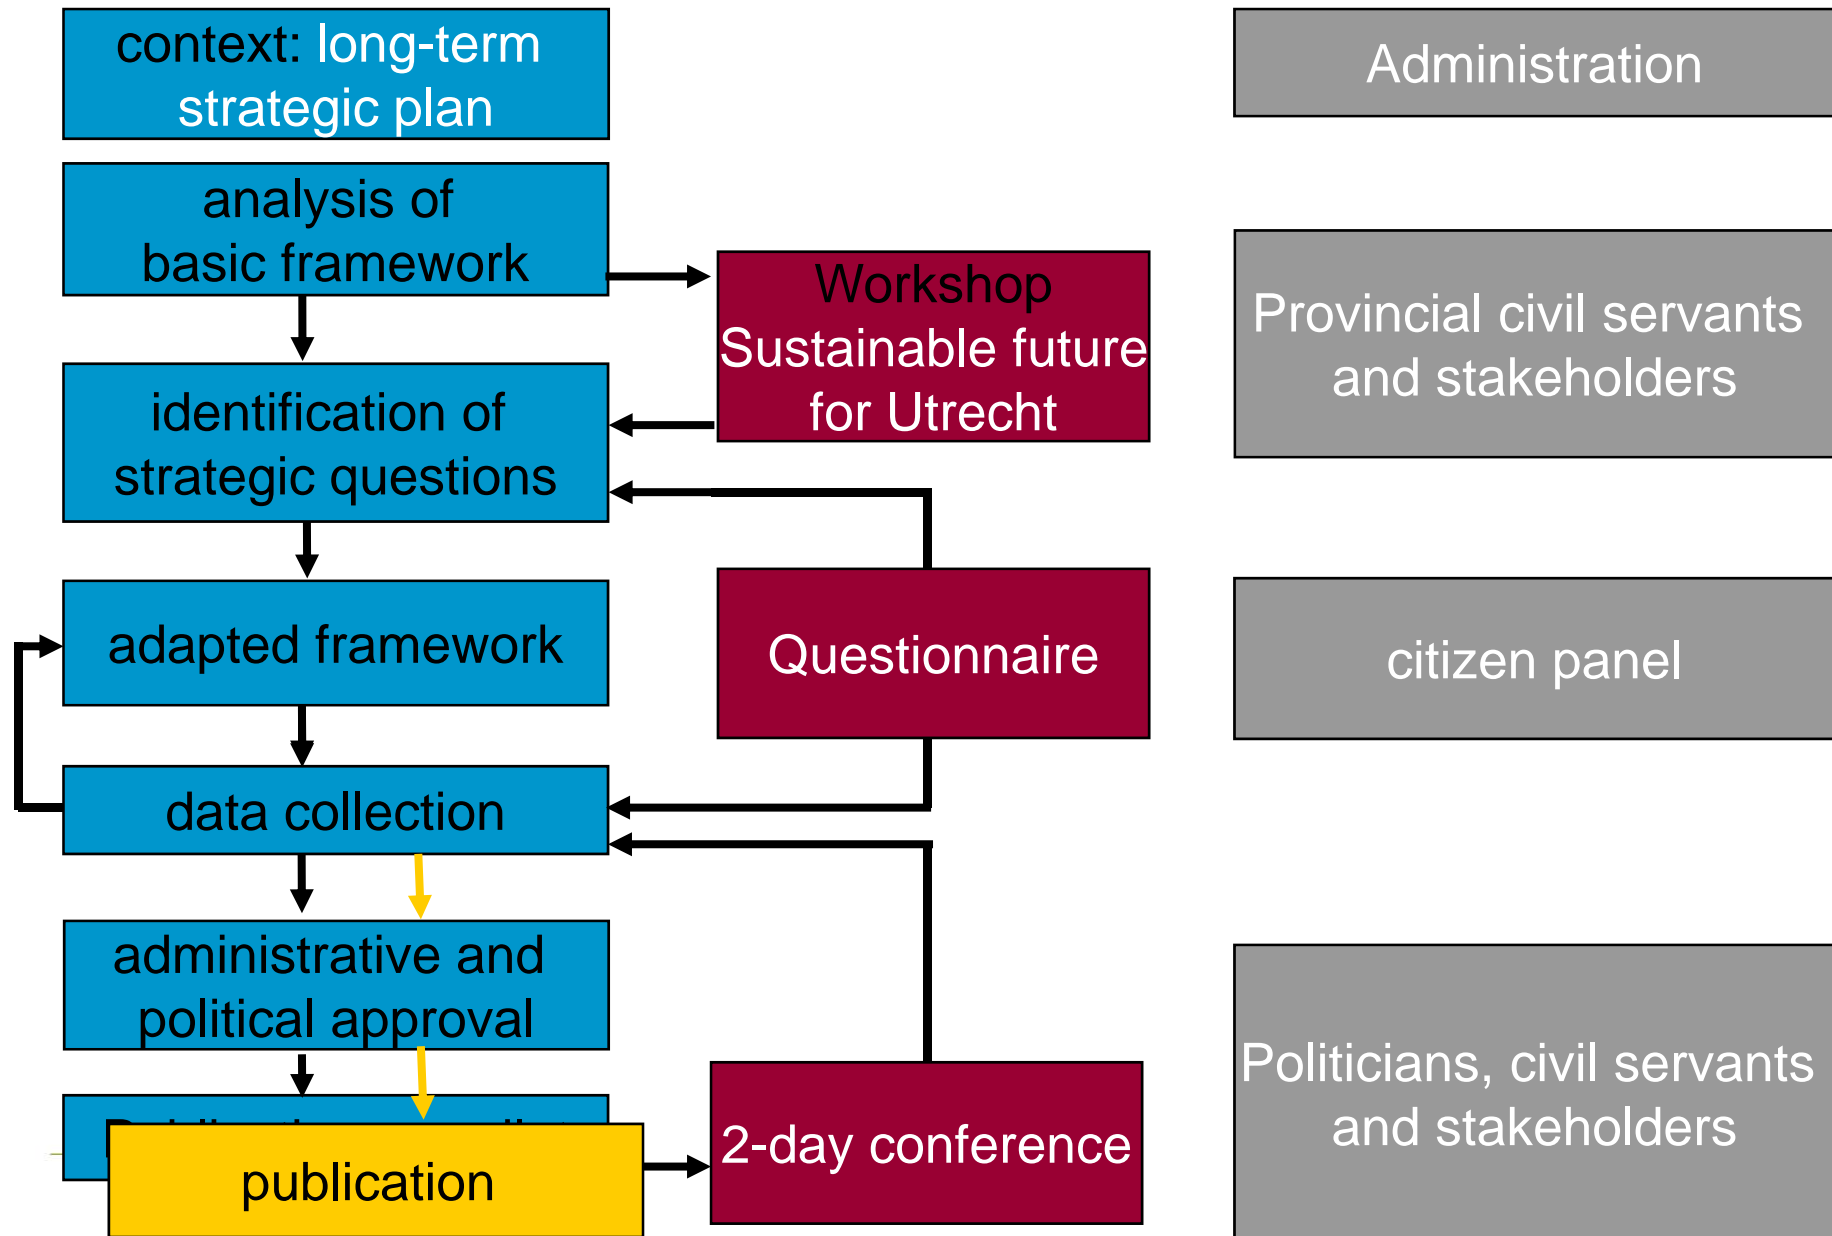 context: long-term
strategic plan
Administration
analysis of
basic framework
Workshop
Sustainable future
for Utrecht
Provincial civil servants
and stakeholders
identification of
strategic questions
adapted framework
Questionnaire
citizen panel
data collection
administrative and
political approval
publication
2-day conference
Politicians, civil servants
and stakeholders